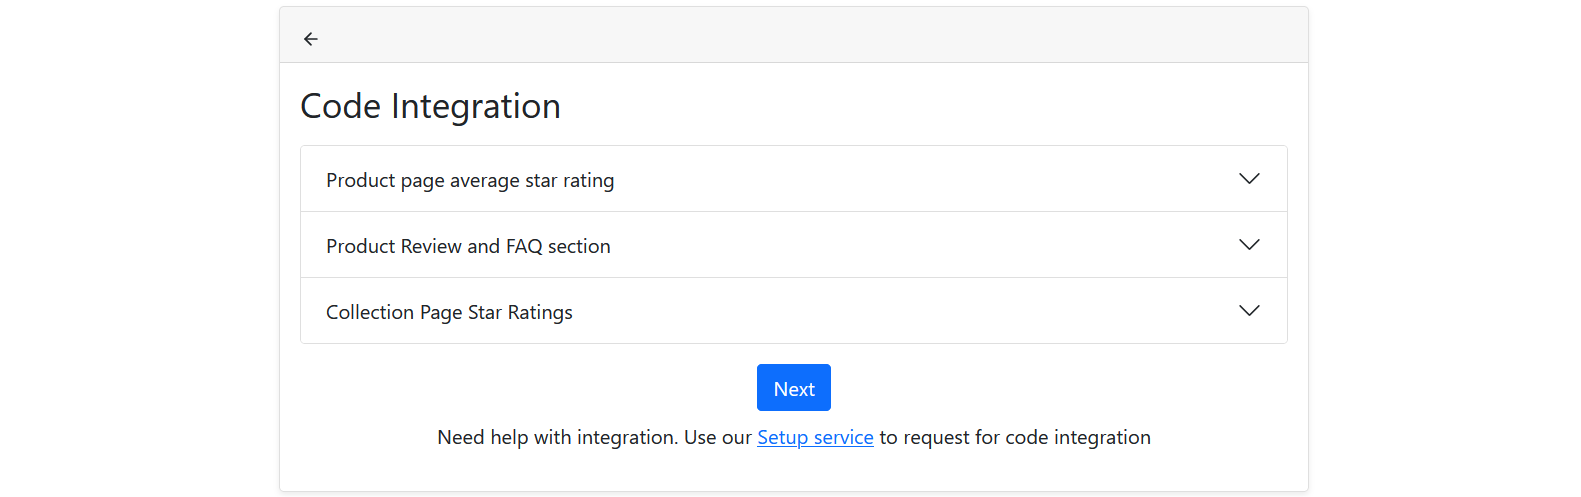 Code Integration
Product page average star rating
Product Review and FAQ section
Collection Page Star Ratings
Next
Need help with integration. Use our Setup service to request for code integration